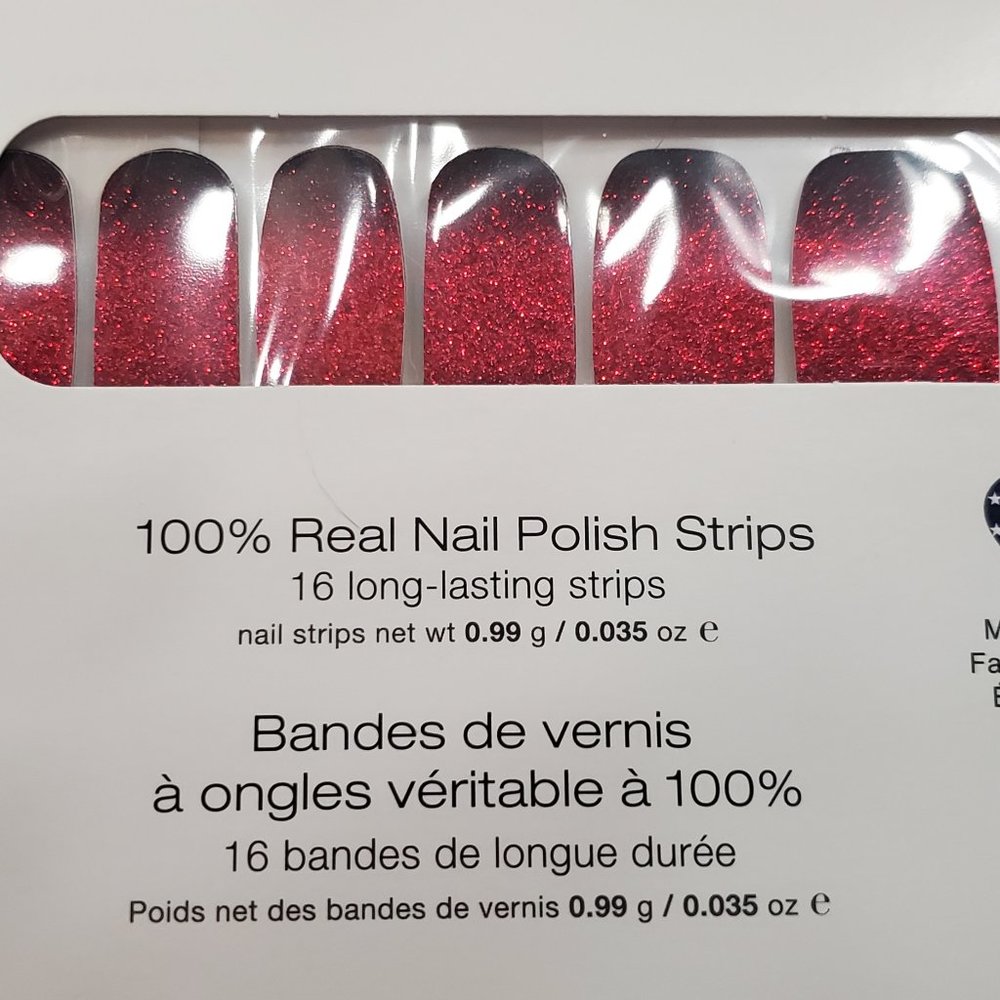 100% Real Nail Polish Strips
16 long-lasting strips
nail strips net wt 0.99 g / 0.035 oz ℮
Bandes de vernis
à ongles véritable à 100%
16 bandes de longue durée
Poids net des bandes de vernis 0.99 g / 0.035 oz ℮